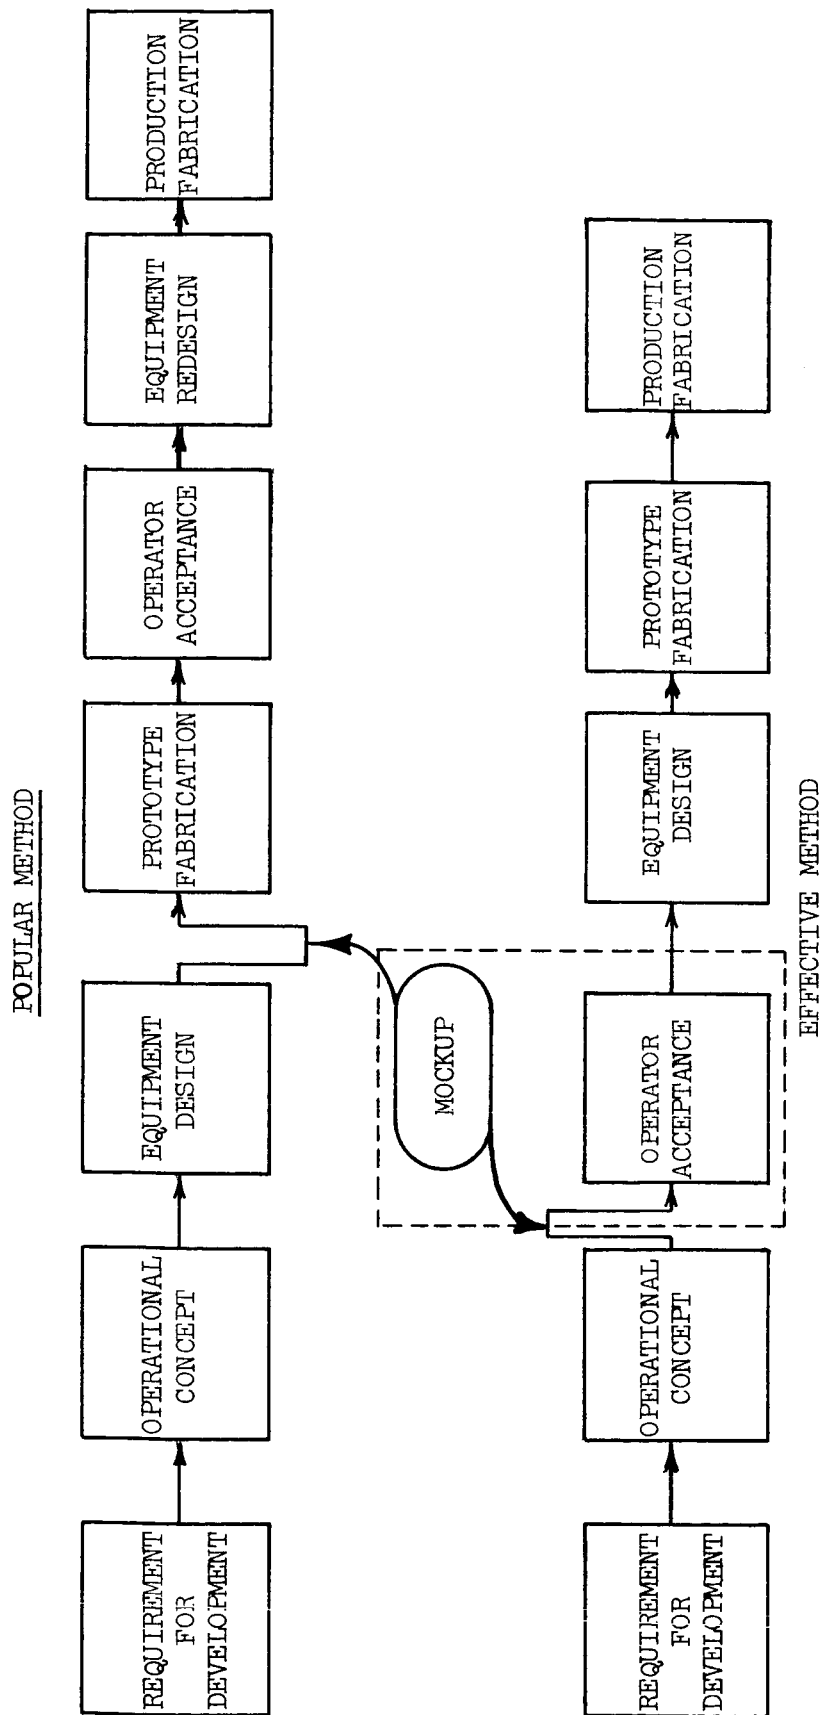 POPULAR METHOD
REQUIREMENT
FOR
DEVELOPMENT
OPERATIONAL
CONCEPT
EQUIPMENT
DESIGN
PROTOTYPE
FABRICATION
OPERATOR
ACCEPTANCE
EQUIPMENT
REDESIGN
PRODUCTION
FABRICATION
MOCKUP
REQUIREMENT
FOR
DEVELOPMENT
OPERATIONAL
CONCEPT
OPERATOR
ACCEPTANCE
EQUIPMENT
DESIGN
PROTOTYPE
FABRICATION
PRODUCTION
FABRICATION
EFFECTIVE METHOD